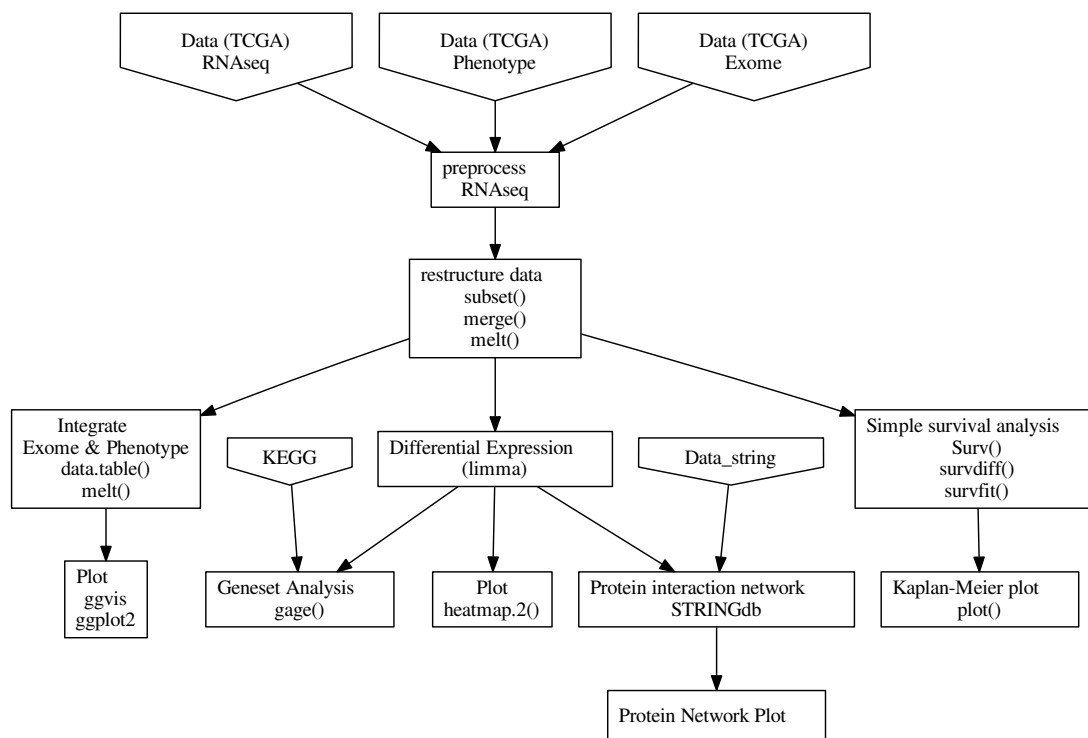 Data (TCGA)
RNAseq
Data (TCGA)
Phenotype
Data (TCGA)
Exome
preprocess
RNAseq
restructure data
subset()
merge()
melt()
Integrate
Exome & Phenotype
data.table()
melt()
KEGG
Differential Expression
(limma)
Data_string
Simple survival analysis
Surv()
survdiff()
survfit()
Plot
ggvis
ggplot2
Geneset Analysis
gage()
Plot
heatmap.2()
Protein interaction network
STRINGdb
Kaplan-Meier plot
plot()
Protein Network Plot